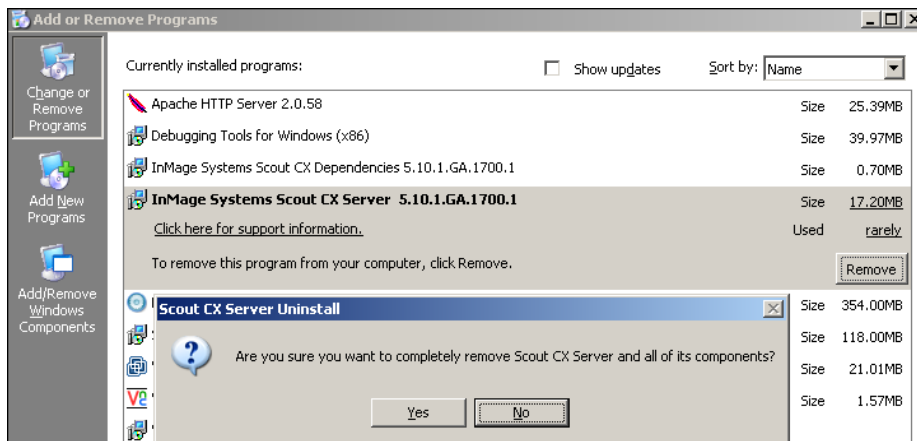 Add or Remove Programs
Change or
Remove
Programs
Add New
Programs
Add/Remove
Windows
Components
Currently installed programs:
Show updates
Sort by: Name
Apache HTTP Server 2.0.58 Size 25.39MB
Debugging Tools for Windows (x86) Size 39.97MB
InMage Systems Scout CX Dependencies 5.10.1.GA.1700.1 Size 0.70MB
InMage Systems Scout CX Server 5.10.1.GA.1700.1 Size 17.20MB
Click here for support information. Used rarely
To remove this program from your computer, click Remove. Remove
Size 354.00MB
Size 118.00MB
Size 21.01MB
Size 1.57MB
Scout CX Server Uninstall
Are you sure you want to completely remove Scout CX Server and all of its components?
Yes No